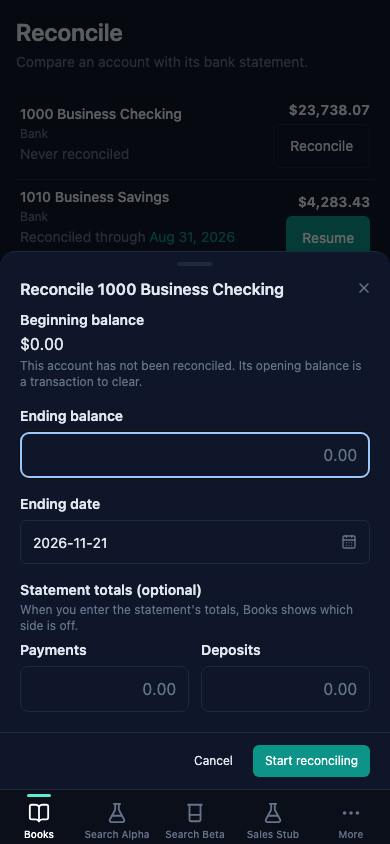 Reconcile
Compare an account with its bank statement.
1000 Business Checking
$23,738.07
Bank
Never reconciled
Reconcile
1010 Business Savings
$4,283.43
Bank
Reconciled through Aug 31, 2026
Resume
Reconcile 1000 Business Checking
Beginning balance
$0.00
This account has not been reconciled. Its opening balance is
a transaction to clear.
Ending balance
0.00
Ending date
2026-11-21
Statement totals (optional)
When you enter the statement's totals, Books shows which
side is off.
Payments
Deposits
0.00
0.00
Cancel
Start reconciling
Books
Search Alpha
Search Beta
Sales Stub
More